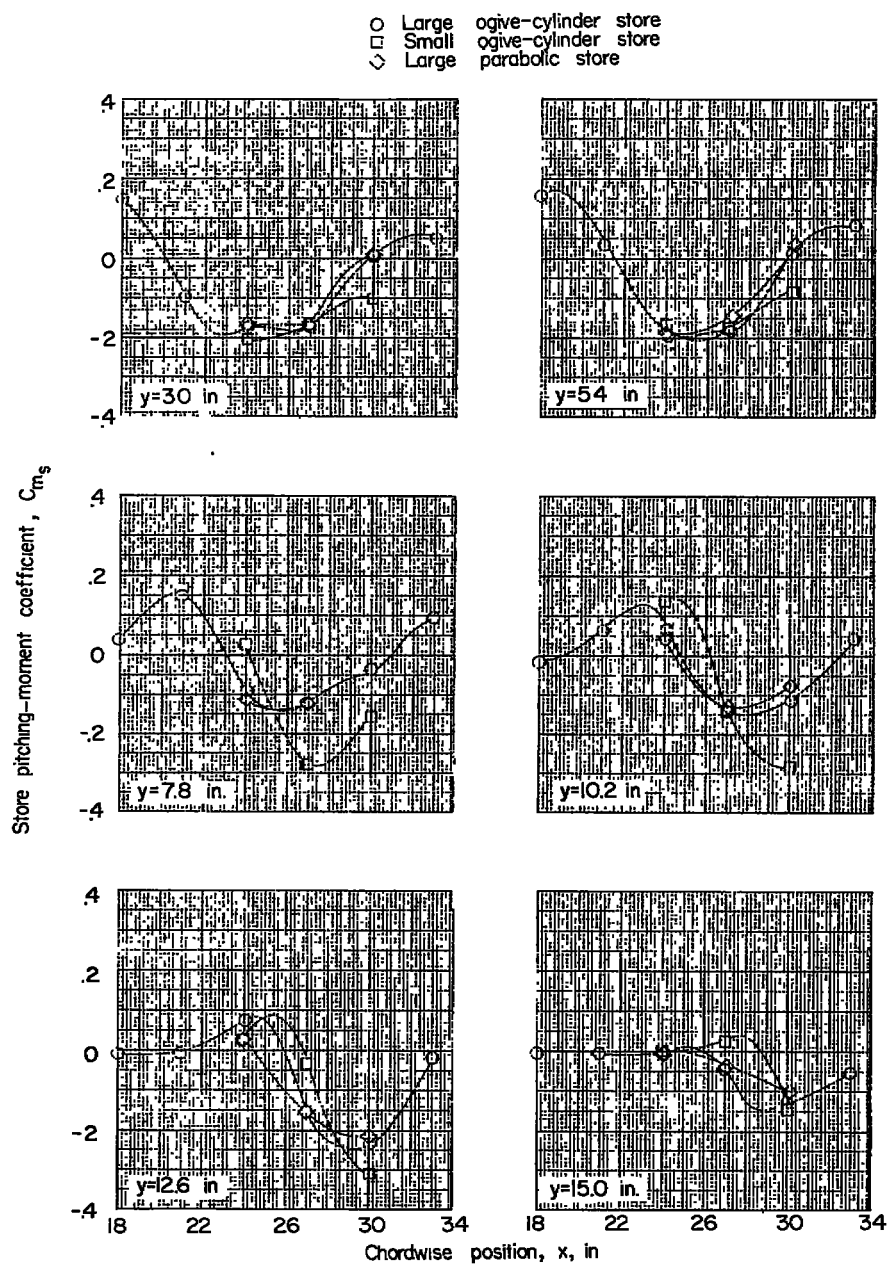 Large ogive-cylinder store
Small ogive-cylinder store
Large parabolic store
4
.2
0
-.2
-.4
y=30 in
y=54 in
Store pitching-moment coefficient, Cms
.4
.2
0
-.2
-.4
y=7.8 in.
y=10.2 in
.4
.2
0
-.2
-.4
y=12.6 in
y=15.0 in.
18 22 26 30 34
18 22 26 30 34
Chordwise position, x, in